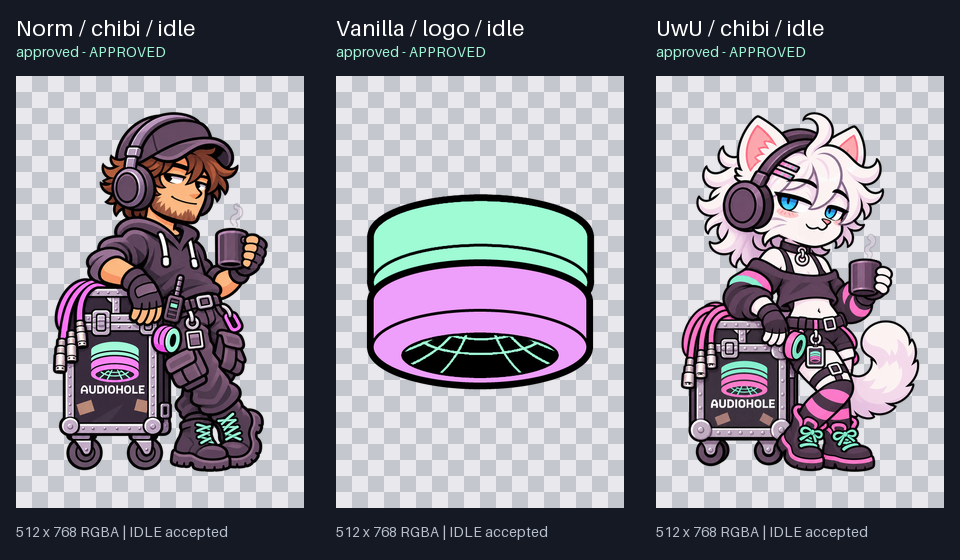 Norm / chibi / idle
approved - APPROVED
Vanilla / logo / idle
approved - APPROVED
UwU / chibi / idle
approved - APPROVED
AUDIOHOLE
AUDIOHOLE
512 x 768 RGBA | IDLE accepted
512 x 768 RGBA | IDLE accepted
512 x 768 RGBA | IDLE accepted